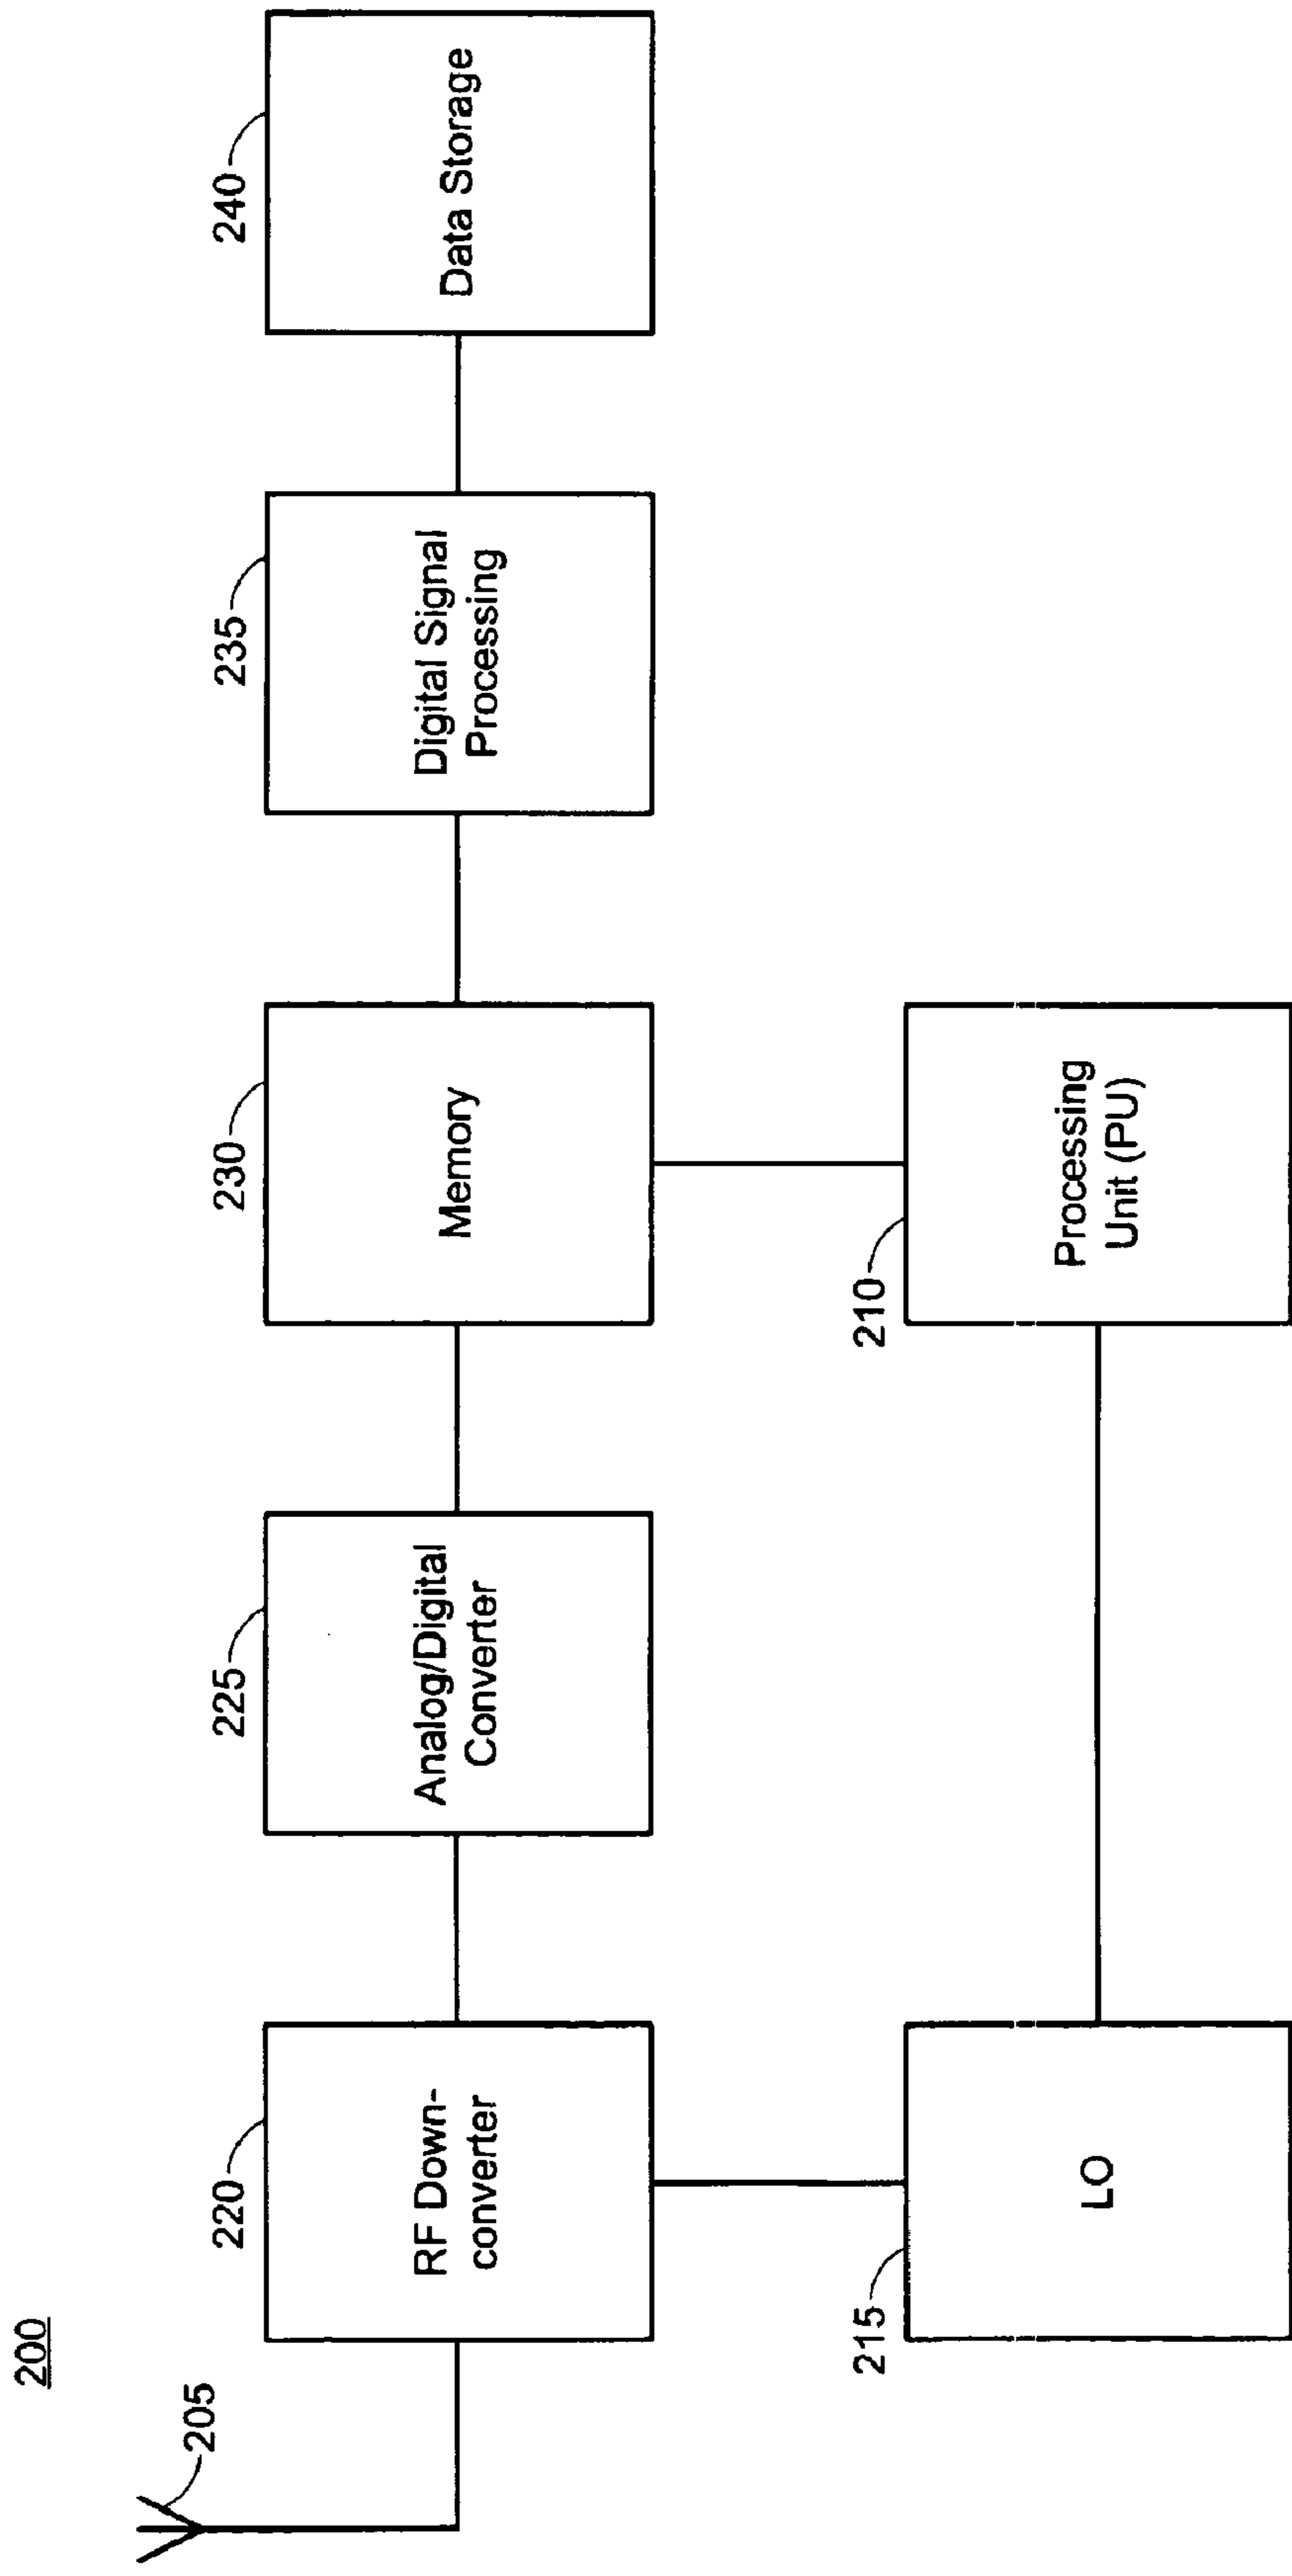 200
205
220
RF Down-
converter
225
Analog/Digital
Converter
230
Memory
235
Digital Signal
Processing
240
Data Storage
215
LO
210
Processing
Unit (PU)